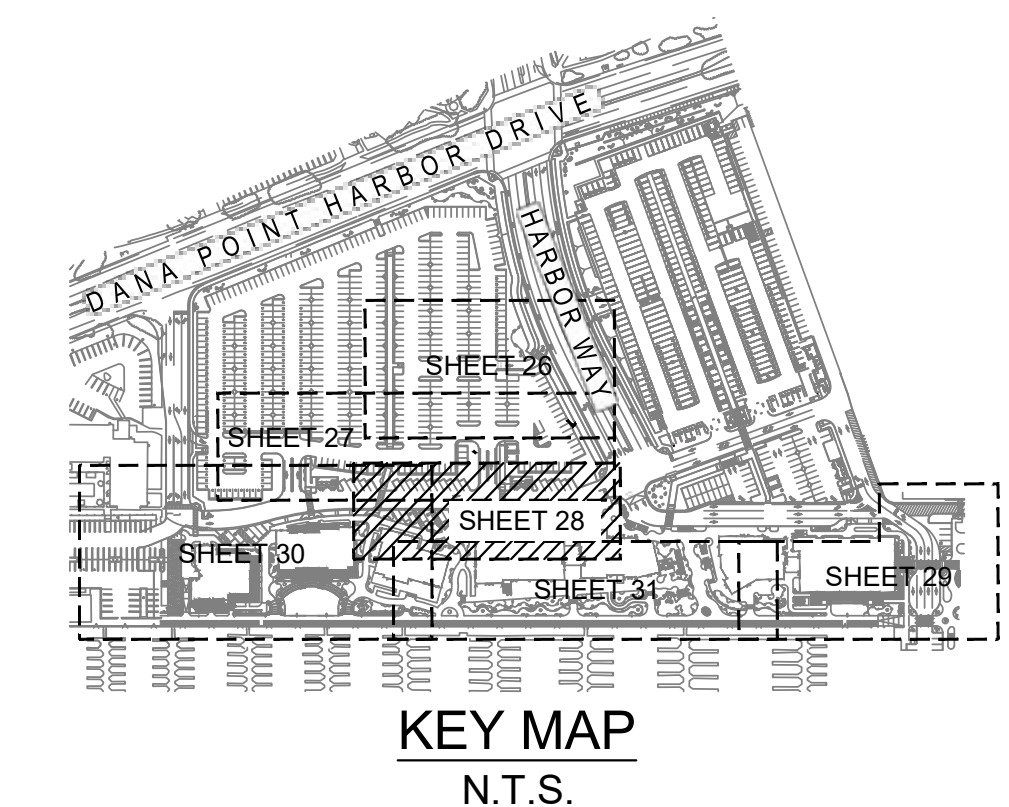 DANA POINT HARBOR DRIVE
HARBOR WAY
SHEET 26
SHEET 27
SHEET 28
SHEET 30
SHEET 29
SHEET 31
KEY MAP
N.T.S.